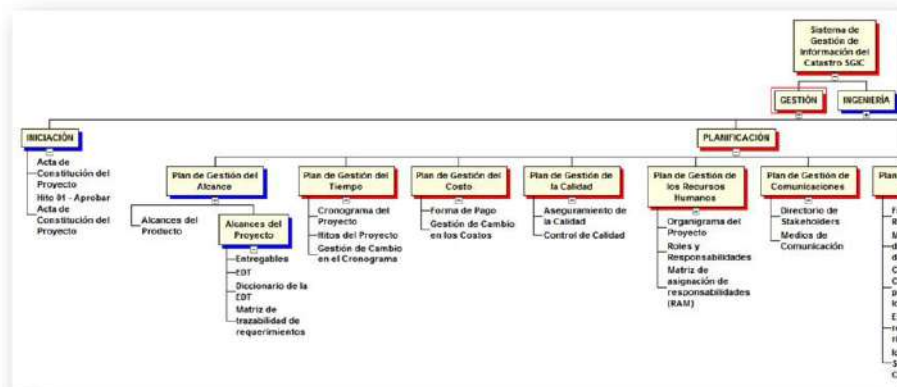 Sistema de
Gestión de
Información del
Catastro SGIC
GESTIÓN
INGENIERÍA
INICIACIÓN
PLANIFICACIÓN
Acta de
Constitución del
Proyecto
Hito 01 - Aprobar
Acta de
Constitución del
Proyecto
Plan de Gestión del
Alcance
Alcances del
Producto
Alcances del
Proyecto
Entregables
EDT
Diccionario de la
EDT
Matriz de
trazabilidad de
requerimientos
Plan de Gestión del
Tiempo
Cronograma del
Proyecto
Hitos del Proyecto
Gestión de Cambio
en el Cronograma
Plan de Gestión del
Costo
Forma de Pago
Gestión de Cambio
en los Costos
Plan de Gestión de
la Calidad
Aseguramiento de
la Calidad
Control de Calidad
Plan de Gestión de
los Recursos
Humanos
Organigrama del
Proyecto
Roles y
Responsabilidades
Matriz de
asignación de
responsabilidades
(RAM)
Plan de Gestión de
Comunicaciones
Directorio de
Stakeholders
Medios de
Comunicación
Plan